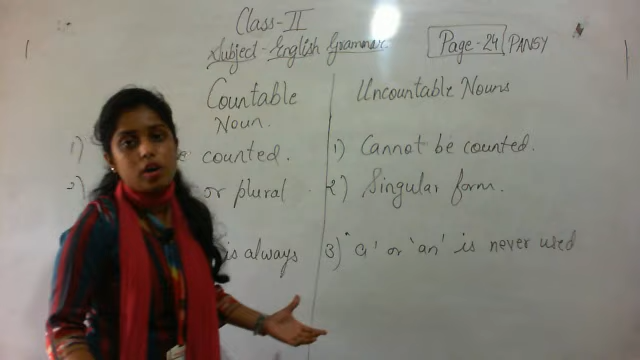 Class-II
Subject-English Grammar
Page-24 PANSY
Countable Noun.
Uncountable Nouns
1) e counted.
1) Cannot be counted.
2) or plural
2) Singular form.
is always
3) "a' or 'an' is never used